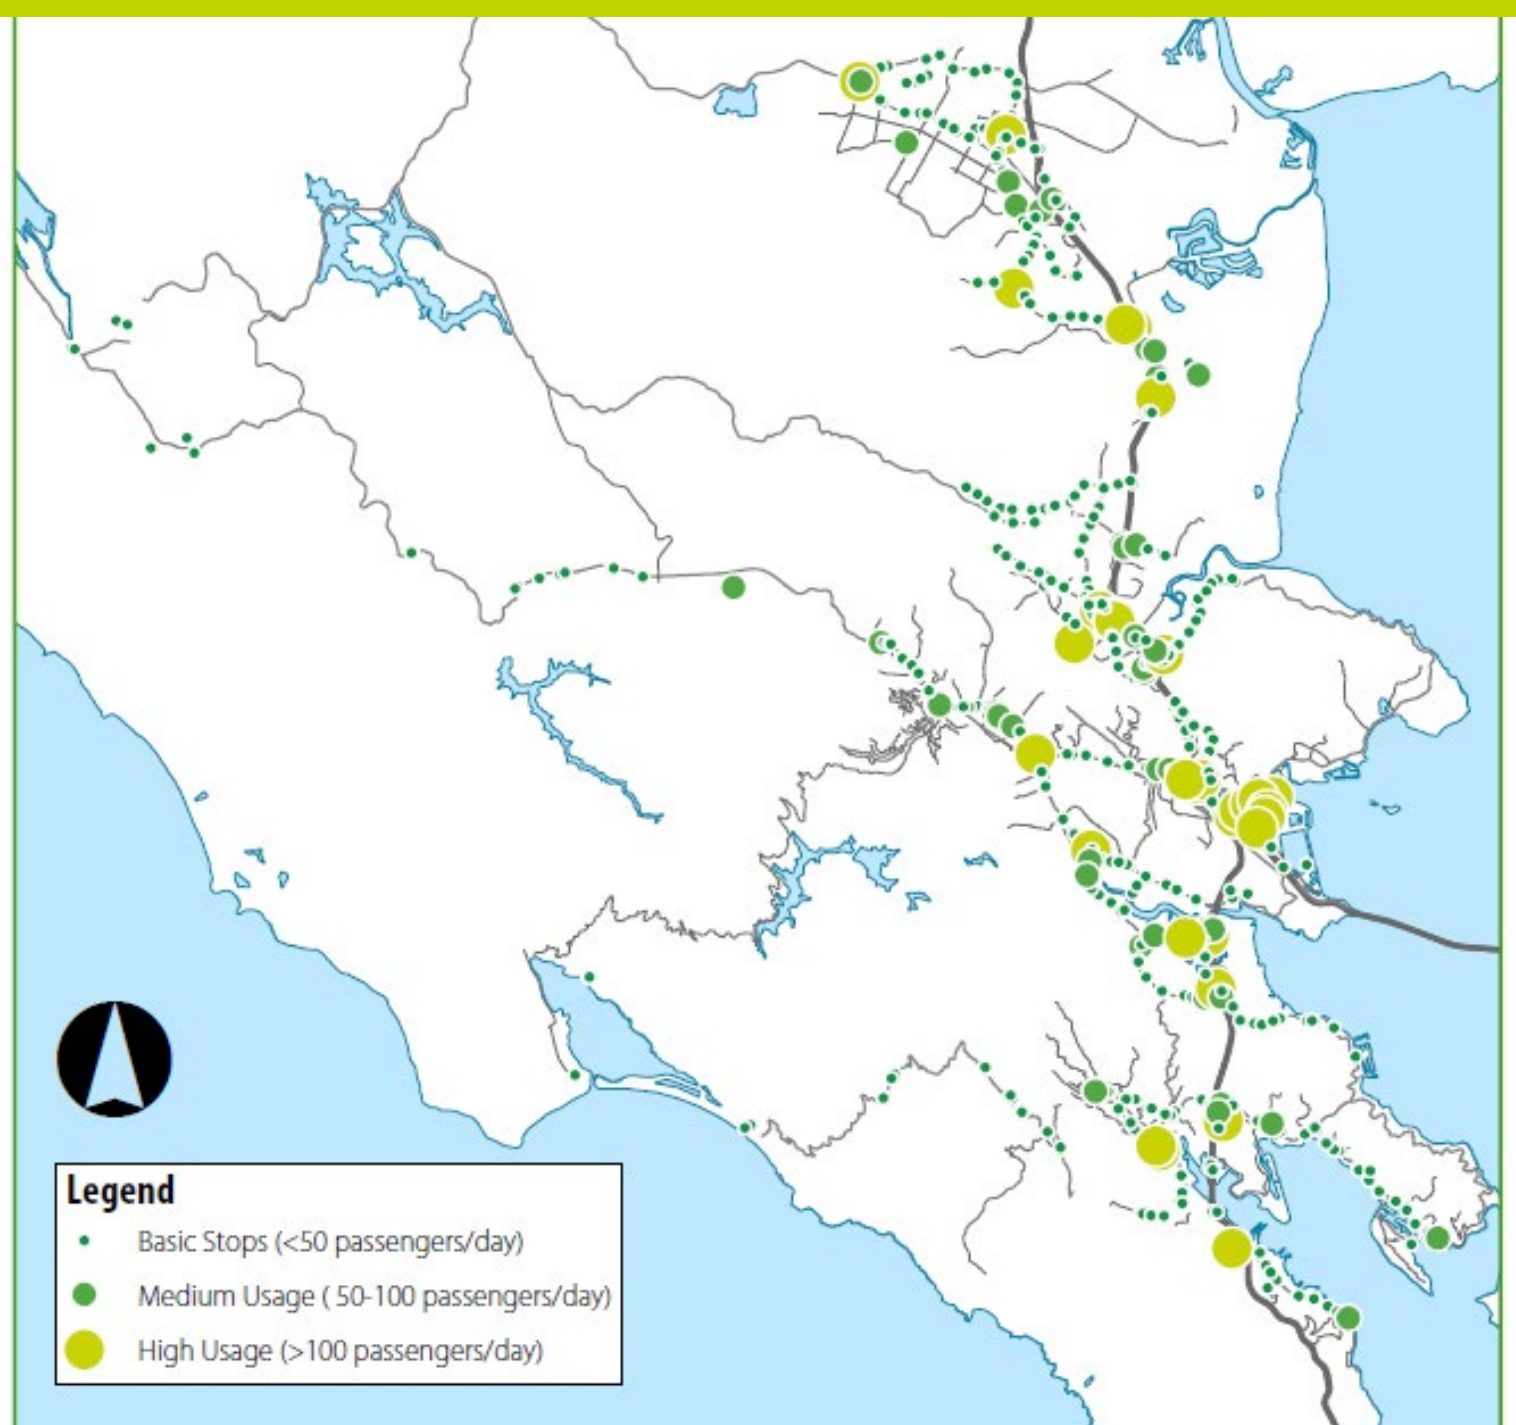 Legend
Basic Stops (<50 passengers/day)
Medium Usage ( 50-100 passengers/day)
High Usage (>100 passengers/day)